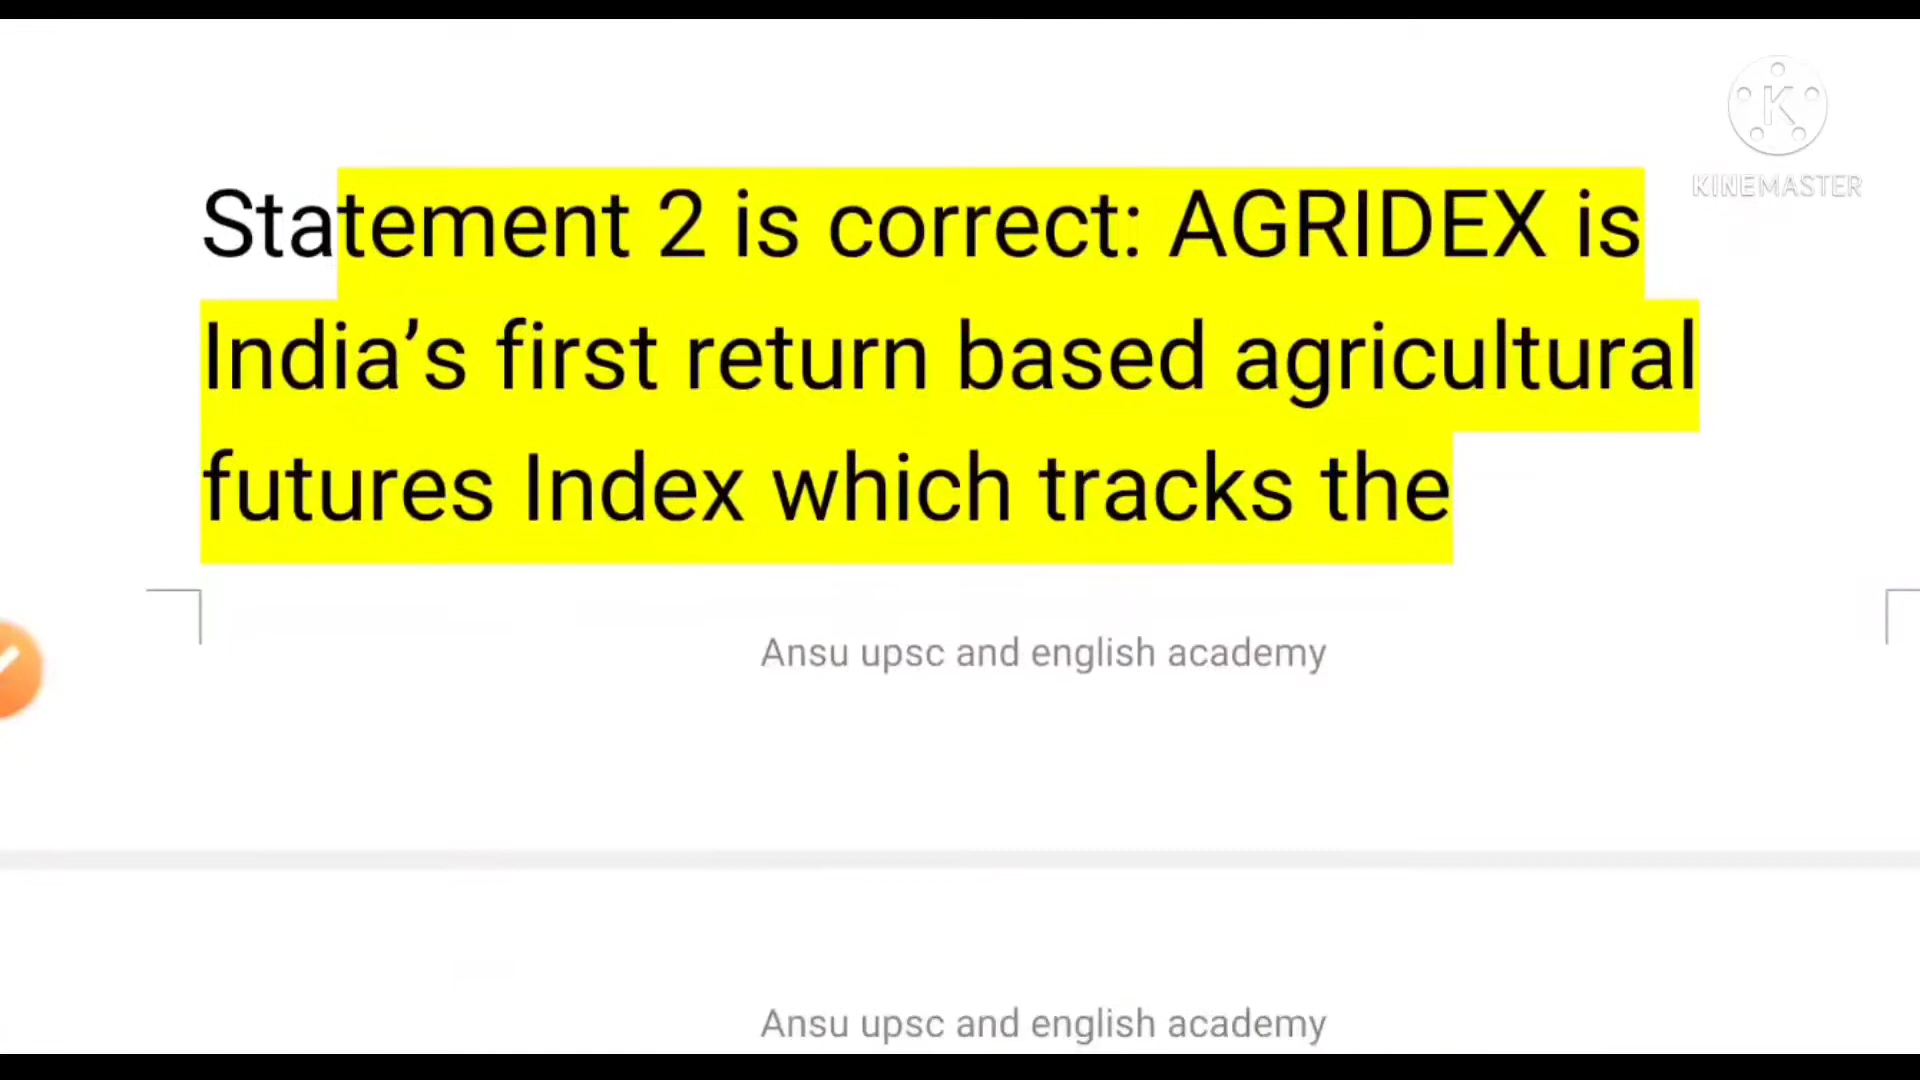 K
KINEMASTER
Statement 2 is correct: AGRIDEX is
India’s first return based agricultural
futures Index which tracks the
Ansu upsc and english academy
Ansu upsc and english academy